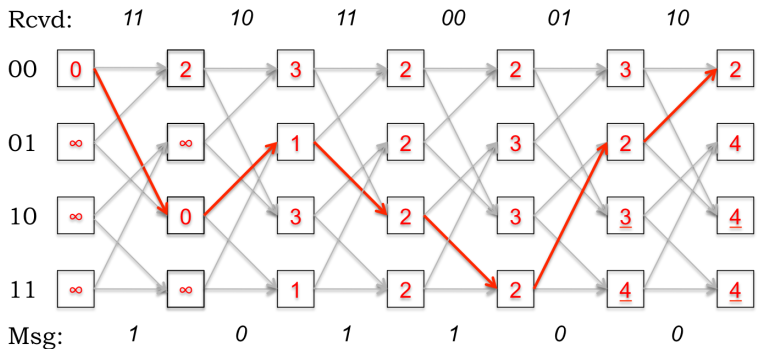 Rcvd: 11 10 11 00 01 10
00 0 2 3 2 2 3 2
01 ∞ ∞ 1 2 3 2 4
10 ∞ 0 3 2 3 3 4
11 ∞ ∞ 1 2 2 4 4
Msg: 1 0 1 1 0 0